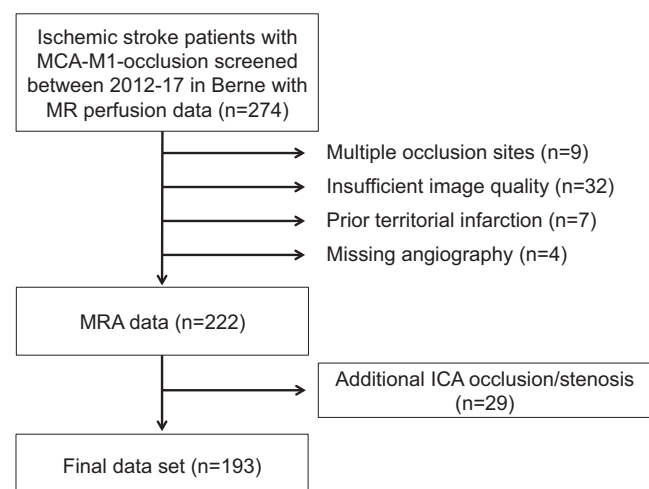 Ischemic stroke patients with
MCA-M1-occlusion screened
between 2012-17 in Berne with
MR perfusion data (n=274)
Multiple occlusion sites (n=9)
Insufficient image quality (n=32)
Prior territorial infarction (n=7)
Missing angiography (n=4)
MRA data (n=222)
Additional ICA occlusion/stenosis
(n=29)
Final data set (n=193)